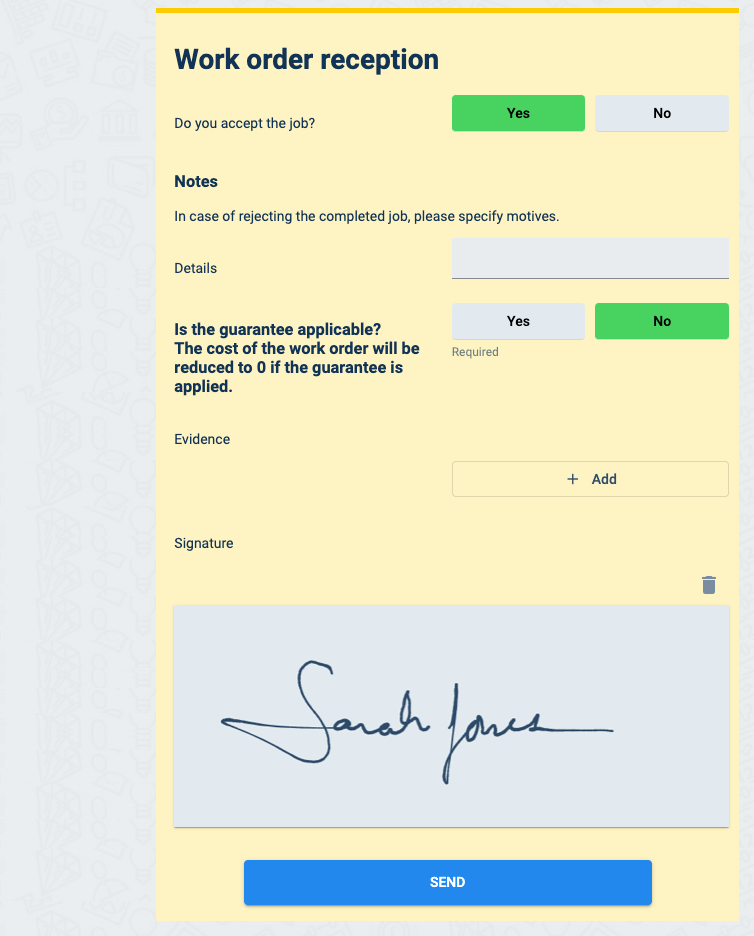 Work order reception
Do you accept the job?
Yes
No
Notes
In case of rejecting the completed job, please specify motives.
Details
Is the guarantee applicable?
The cost of the work order will be
reduced to 0 if the guarantee is
applied.
Yes
No
Required
Evidence
+ Add
Signature
Sarah Jones
SEND